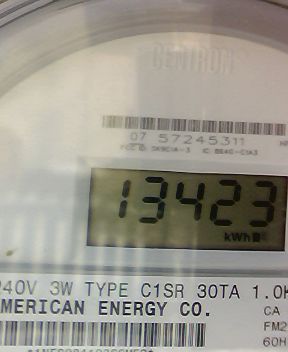 CENTRON
07 57245311
13423
kWh
240V 3W TYPE C1SR 30TA 1.0K
AMERICAN ENERGY CO.
CA
FM2
60H